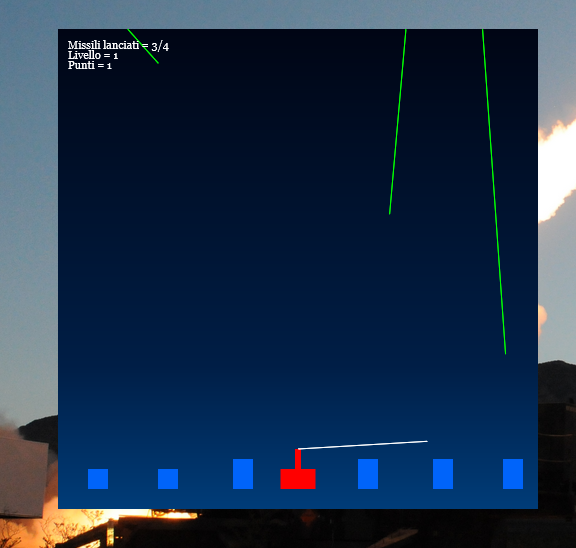 Missili lanciati = 3/4
Livello = 1
Punti = 1